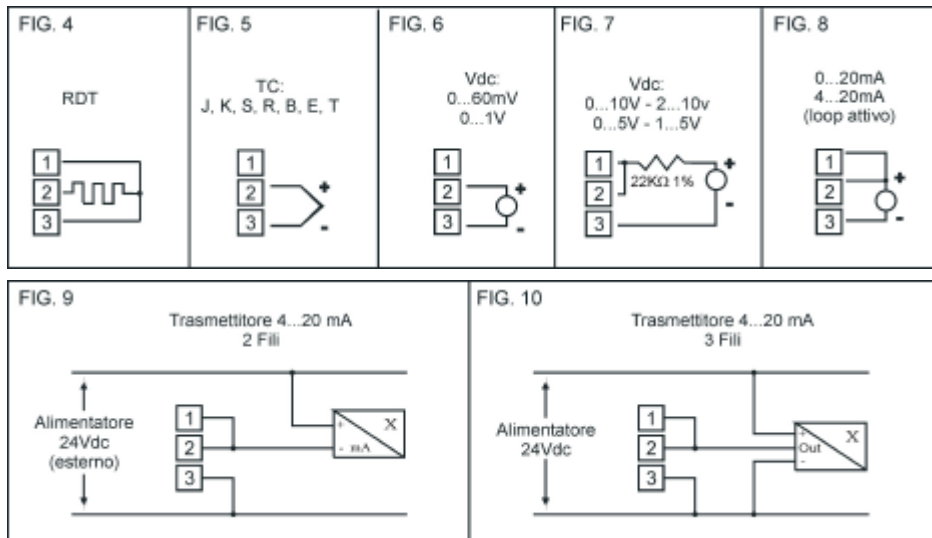 FIG. 4
RDT
1
2
3
FIG. 5
TC:
J, K, S, R, B, E, T
1
2
3
+
-
FIG. 6
Vdc:
0...60mV
0...1V
1
2
3
+
-
FIG. 7
Vdc:
0...10V - 2...10v
0...5V - 1...5V
1
2
3
22KΩ 1%
+
-
FIG. 8
0...20mA
4...20mA
(loop attivo)
1
2
3
+
-
FIG. 9
Trasmettitore 4...20 mA
2 Fili
Alimentatore
24Vdc
(esterno)
1
2
3
+ X
- mA
FIG. 10
Trasmettitore 4...20 mA
3 Fili
Alimentatore
24Vdc
1
2
3
+ X
Out
-